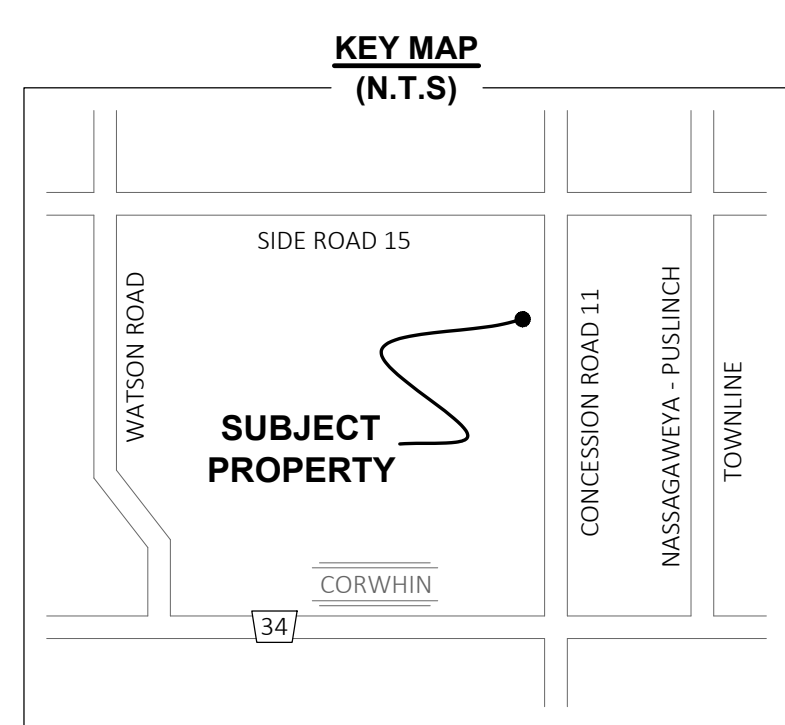 KEY MAP
(N.T.S)
SIDE ROAD 15
WATSON ROAD
SUBJECT
PROPERTY
CONCESSION ROAD 11
NASSAGAWEYA - PUSLINCH
TOWNLINE
CORWHIN
34